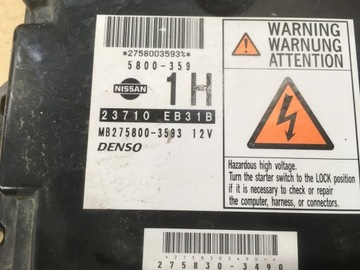 *2758003593%*
5800-359
NISSAN
1H
23710 EB31B
MB275800-3593 12V
DENSO
WARNING
WARNUNG
ATTENTION
Hazardous high voltage.
Turn the starter switch to the LOCK position
if it is necessary to check or repair
the computer, harness, or connectors.
*2758303490*
275830-3490